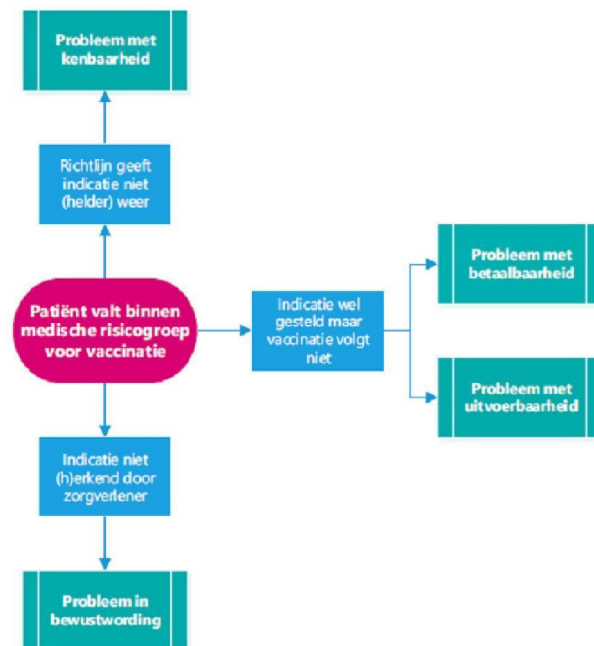 Probleem met
kenbaarheid
Richtlijn geeft
indicatie niet
(helder) weer
Patiënt valt binnen
medische risicogroep
voor vaccinatie
Indicatie wel
gesteld maar
vaccinatie volgt
niet
Probleem met
betaalbaarheid
Probleem met
uitvoerbaarheid
Indicatie niet
(h)erkend door
zorgverlener
Probleem in
bewustwording